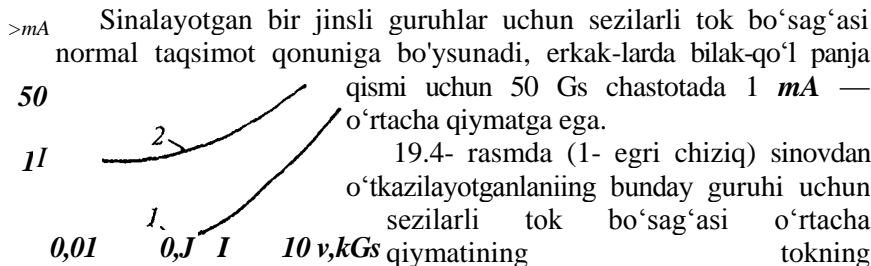 >mA
Sinalayotgan bir jinsli guruhlar uchun sezilarli tok bo‘sag‘asi
normal taqsimot qonuniga bo'ysunadi, erkak-larda bilak-qo‘l panja
qismi uchun 50 Gs chastotada 1 mA —
o‘rtacha qiymatga ega.
19.4- rasmda (1- egri chiziq) sinovdan
o‘tkazilayotganlaniing bunday guruhi uchun
sezilarli tok bo‘sag‘asi o‘rtacha
qiymatining tokning
50
1I
2
1
0,01 0,J I 10 v,kGs